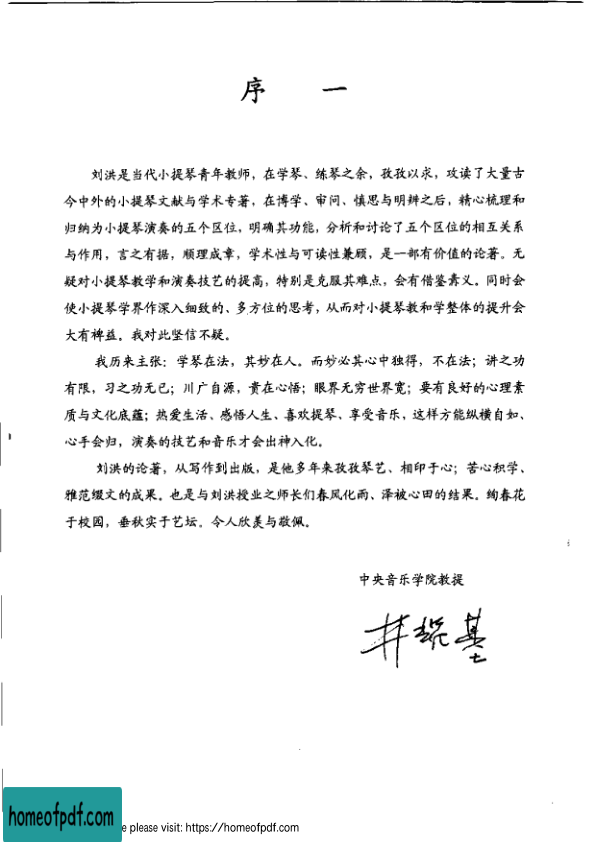 序 一
刘洪是当代小提琴青年教师，在学琴、练琴之余，孜孜以求，攻读了大量古
今中外的小提琴文献与学术专著，在博学、审问、慎思与明辨之后，精心梳理和
归纳为小提琴演奏的五个区位，明确其功能，分析和讨论了五个区位的相互关系
与作用，言之有据，顺理成章，学术性与可读性兼顾，是一部有价值的论著。无
疑对小提琴教学和演奏技艺的提高，特别是克服其难点，会有借鉴意义。同时会
使小提琴学界作深入细致的、多方位的思考，从而对小提琴教和学整体的提升会
大有裨益。我对此坚信不疑。
我历来主张：学琴在法，其妙在人。而妙必其心中独得，不在法；讲之功
有限，习之功无已；川广自源，贵在心悟；眼界无穷世界宽；要有良好的心理素
质与文化底蕴；热爱生活、感悟人生、喜欢提琴、享受音乐，这样方能纵横自如、
心手会归，演奏的技艺和音乐才会出神入化。
刘洪的论著，从写作到出版，是他多年来孜孜琴艺、相印于心；苦心积学、
雅范缀文的成果。也是与刘洪授业之师长们春风化雨、泽被心田的结果。绚春花
于校园，垂秋实于艺坛。令人欣羡与敬佩。
中央音乐学院教授
homeofpdf.com
e please visit: https://homeofpdf.com